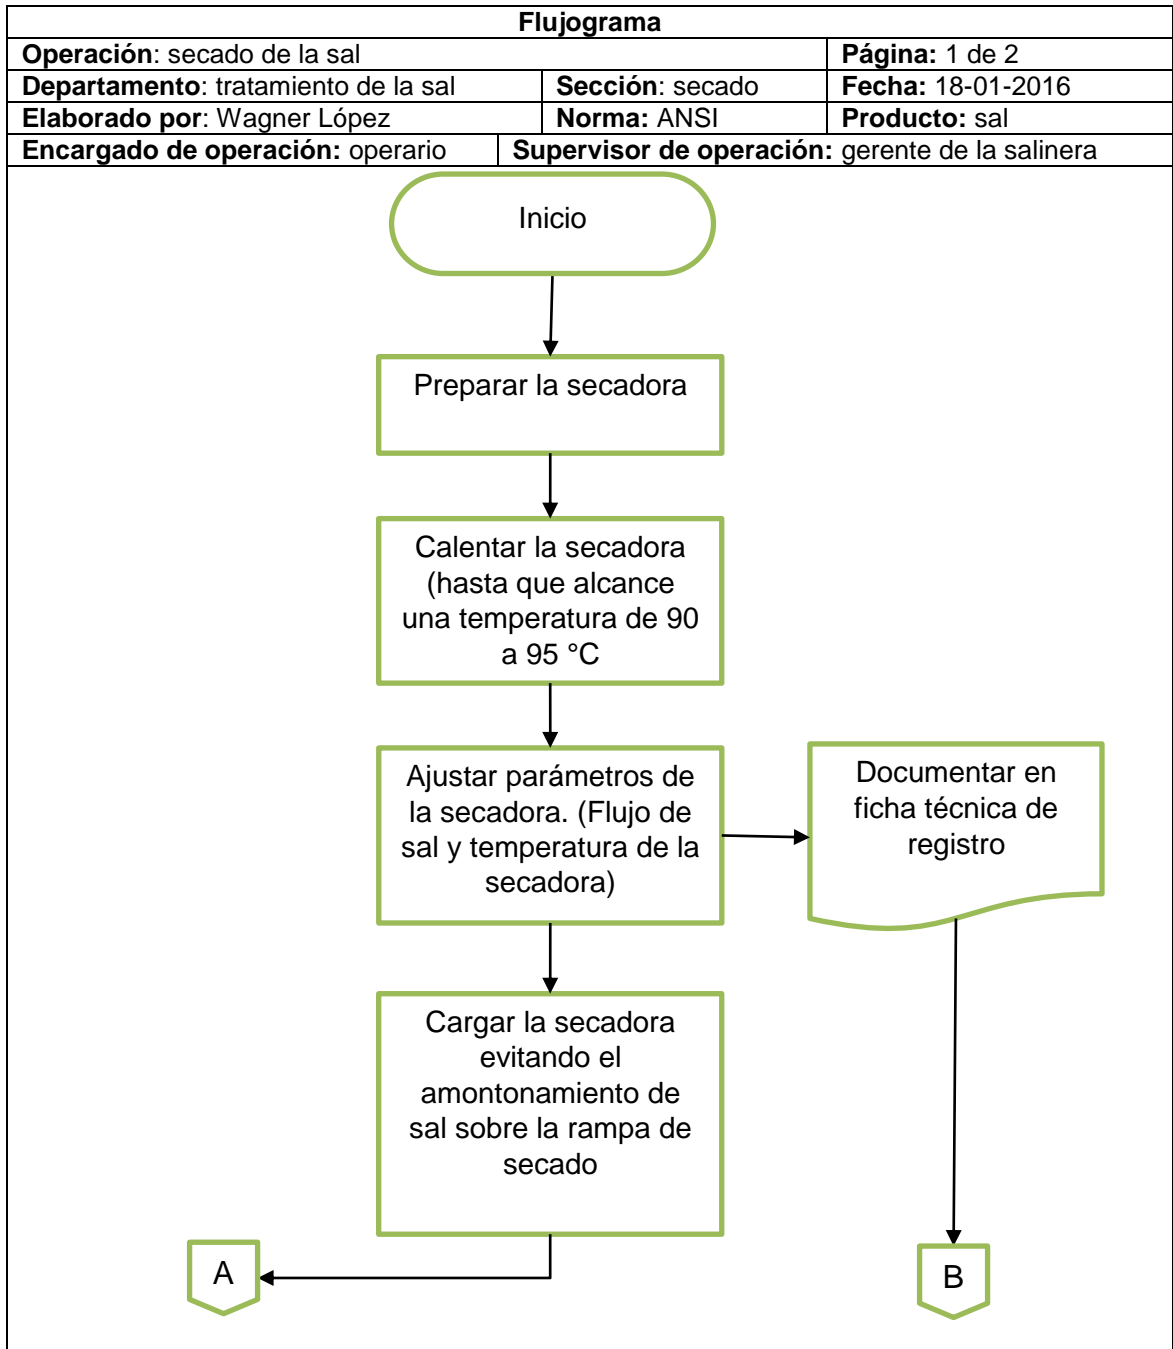 Flujograma
Operación: secado de la sal
Página: 1 de 2
Departamento: tratamiento de la sal
Sección: secado
Fecha: 18-01-2016
Elaborado por: Wagner López
Norma: ANSI
Producto: sal
Encargado de operación: operario
Supervisor de operación: gerente de la salinera
Inicio
Preparar la secadora
Calentar la secadora
(hasta que alcance
una temperatura de 90
a 95 °C
Ajustar parámetros de
la secadora. (Flujo de
sal y temperatura de la
secadora)
Documentar en
ficha técnica de
registro
Cargar la secadora
evitando el
amontonamiento de
sal sobre la rampa de
secado
A
B